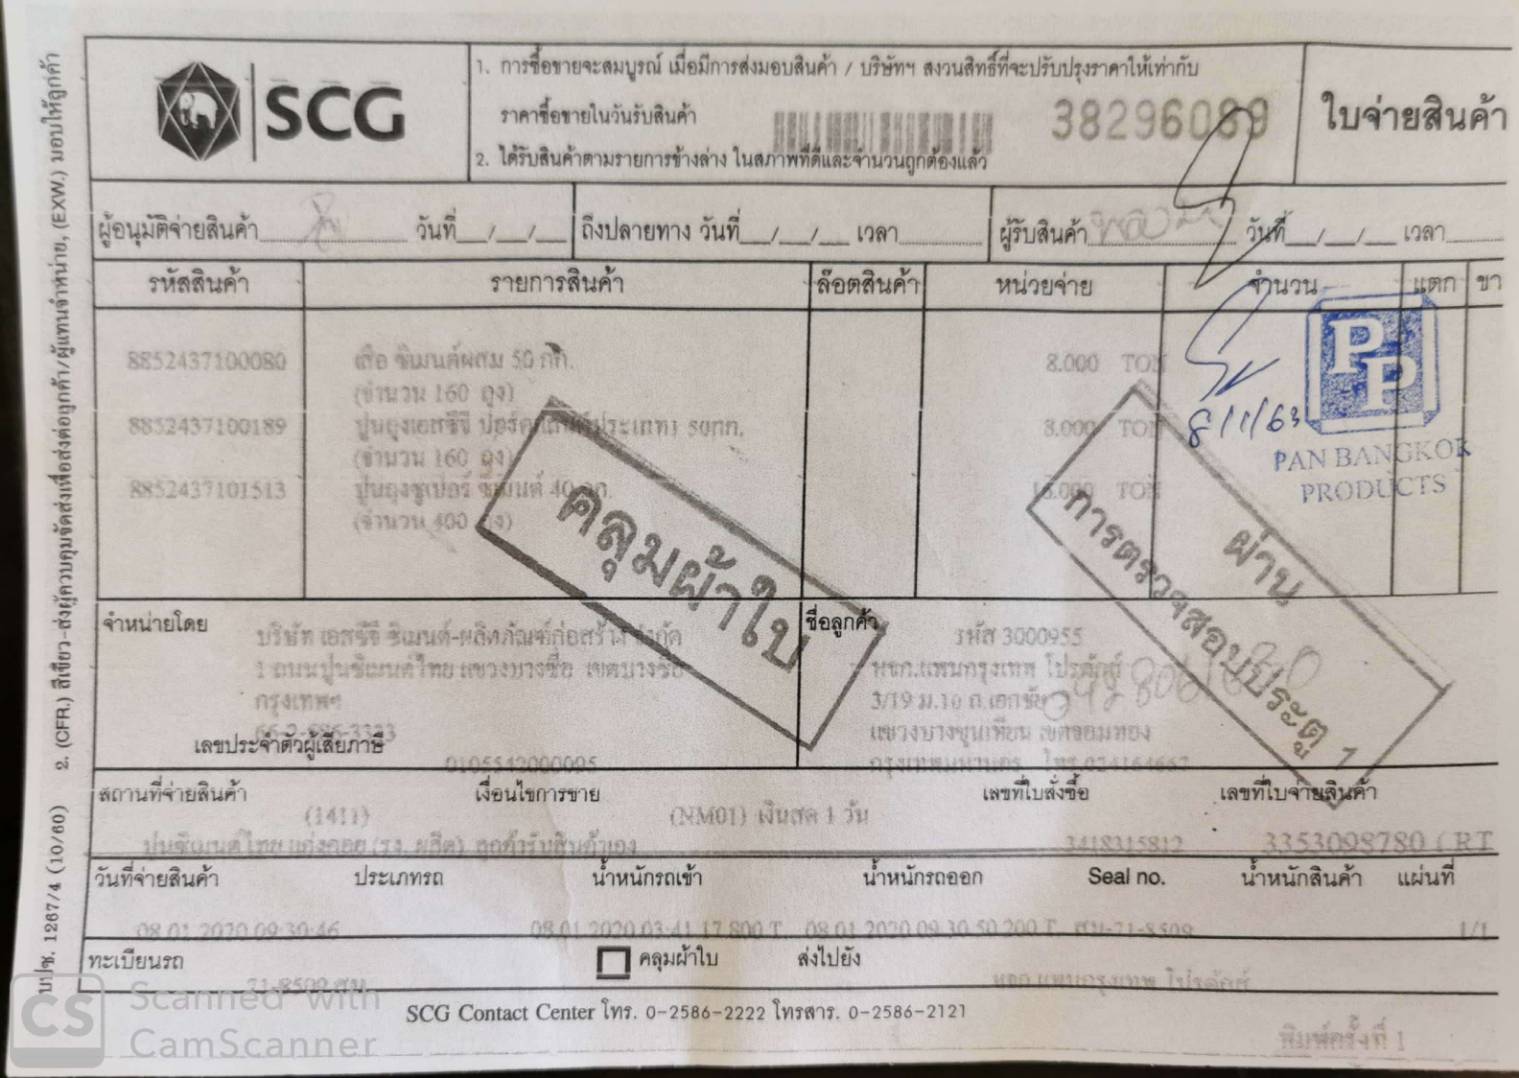 SCG
1. การซื้อขายจะสมบูรณ์ เมื่อมีการส่งมอบสินค้า / บริษัทฯ สงวนสิทธิ์ที่จะปรับปรุงราคาให้เท่ากับ
ราคาซื้อขายในวันรับสินค้า
38296089
2. ได้รับสินค้าตามรายการข้างล่าง ในสภาพที่ดีและจำนวนถูกต้องแล้ว
ใบจ่ายสินค้า
ผู้อนุมัติจ่ายสินค้า วันที่__/__/__ ถึงปลายทาง วันที่__/__/__ เวลา ผู้รับสินค้า วันที่__/__/__ เวลา
รหัสสินค้า รายการสินค้า ล๊อตสินค้า หน่วยจ่าย จำนวน แตก ขา
8852437100080 เสือ ซีเมนต์ผสม 50 กก. 8.000 TON
(จำนวน 160 ถุง)
8852437100189 ปูนถุงเอสซีจี 50กก. 8.000 TON
(จำนวน 160 ถุง)
8852437101513 ปูนถุงซูเปอร์ ซีเมนต์ 40 กก. TON
(จำนวน 400 ถุง)
8/1/63
PP
PAN BANGKOK
PRODUCTS
คลุมผ้าใบ
ผ่าน
การตรวจสอบประตู 1
จำหน่ายโดย
บริษัท เอสซีจี ซิเมนต์-ผลิตภัณฑ์ก่อสร้าง จำกัด
1 ถนนปูนซิเมนต์ไทย แขวงบางซื่อ เขตบางซื่อ
กรุงเทพฯ
66-2-586-3333
เลขประจำตัวผู้เสียภาษี
0105542000095
ชื่อลูกค้า
รหัส 3000955
หจก.แพนกรุงเทพ โปรดักส์
3/19 ม.10 ถ.เอกชัย
แขวงบางขุนเทียน เขตจอมทอง
กรุงเทพมหานคร โทร.024164667
สถานที่จ่ายสินค้า เงื่อนไขการขาย เลขที่ใบสั่งซื้อ เลขที่ใบจ่ายสินค้า
(1411) (NM01) เงินสด 1 วัน
ปูนซิเมนต์ไทย แก่งคอย (รง. ผลิต) ลูกค้ารับสินค้าเอง 3418315812 3353098780 ( RT
วันที่จ่ายสินค้า ประเภทรถ น้ำหนักรถเข้า น้ำหนักรถออก Seal no. น้ำหนักสินค้า แผ่นที่
08.01.2020 09:30:46 08.01.2020 03:41 17.800 T. 08.01.2020 09:30 50.200 T. สบ-71-8509 1/1
ทะเบียนรถ คลุมผ้าใบ ส่งไปยัง
71-8509 สบ หจก.แพนกรุงเทพ โปรดักส์
SCG Contact Center โทร. 0-2586-2222 โทรสาร. 0-2586-2121
พิมพ์ครั้งที่ 1
บปช. 1267/4 (10/60) 2. (CFR.) สีเขียว-ส่งผู้ควบคุมจัดส่งเพื่อส่งต่อลูกค้า/ผู้แทนจำหน่าย, (EXW.) มอบให้ลูกค้า
CS Scanned with
CamScanner